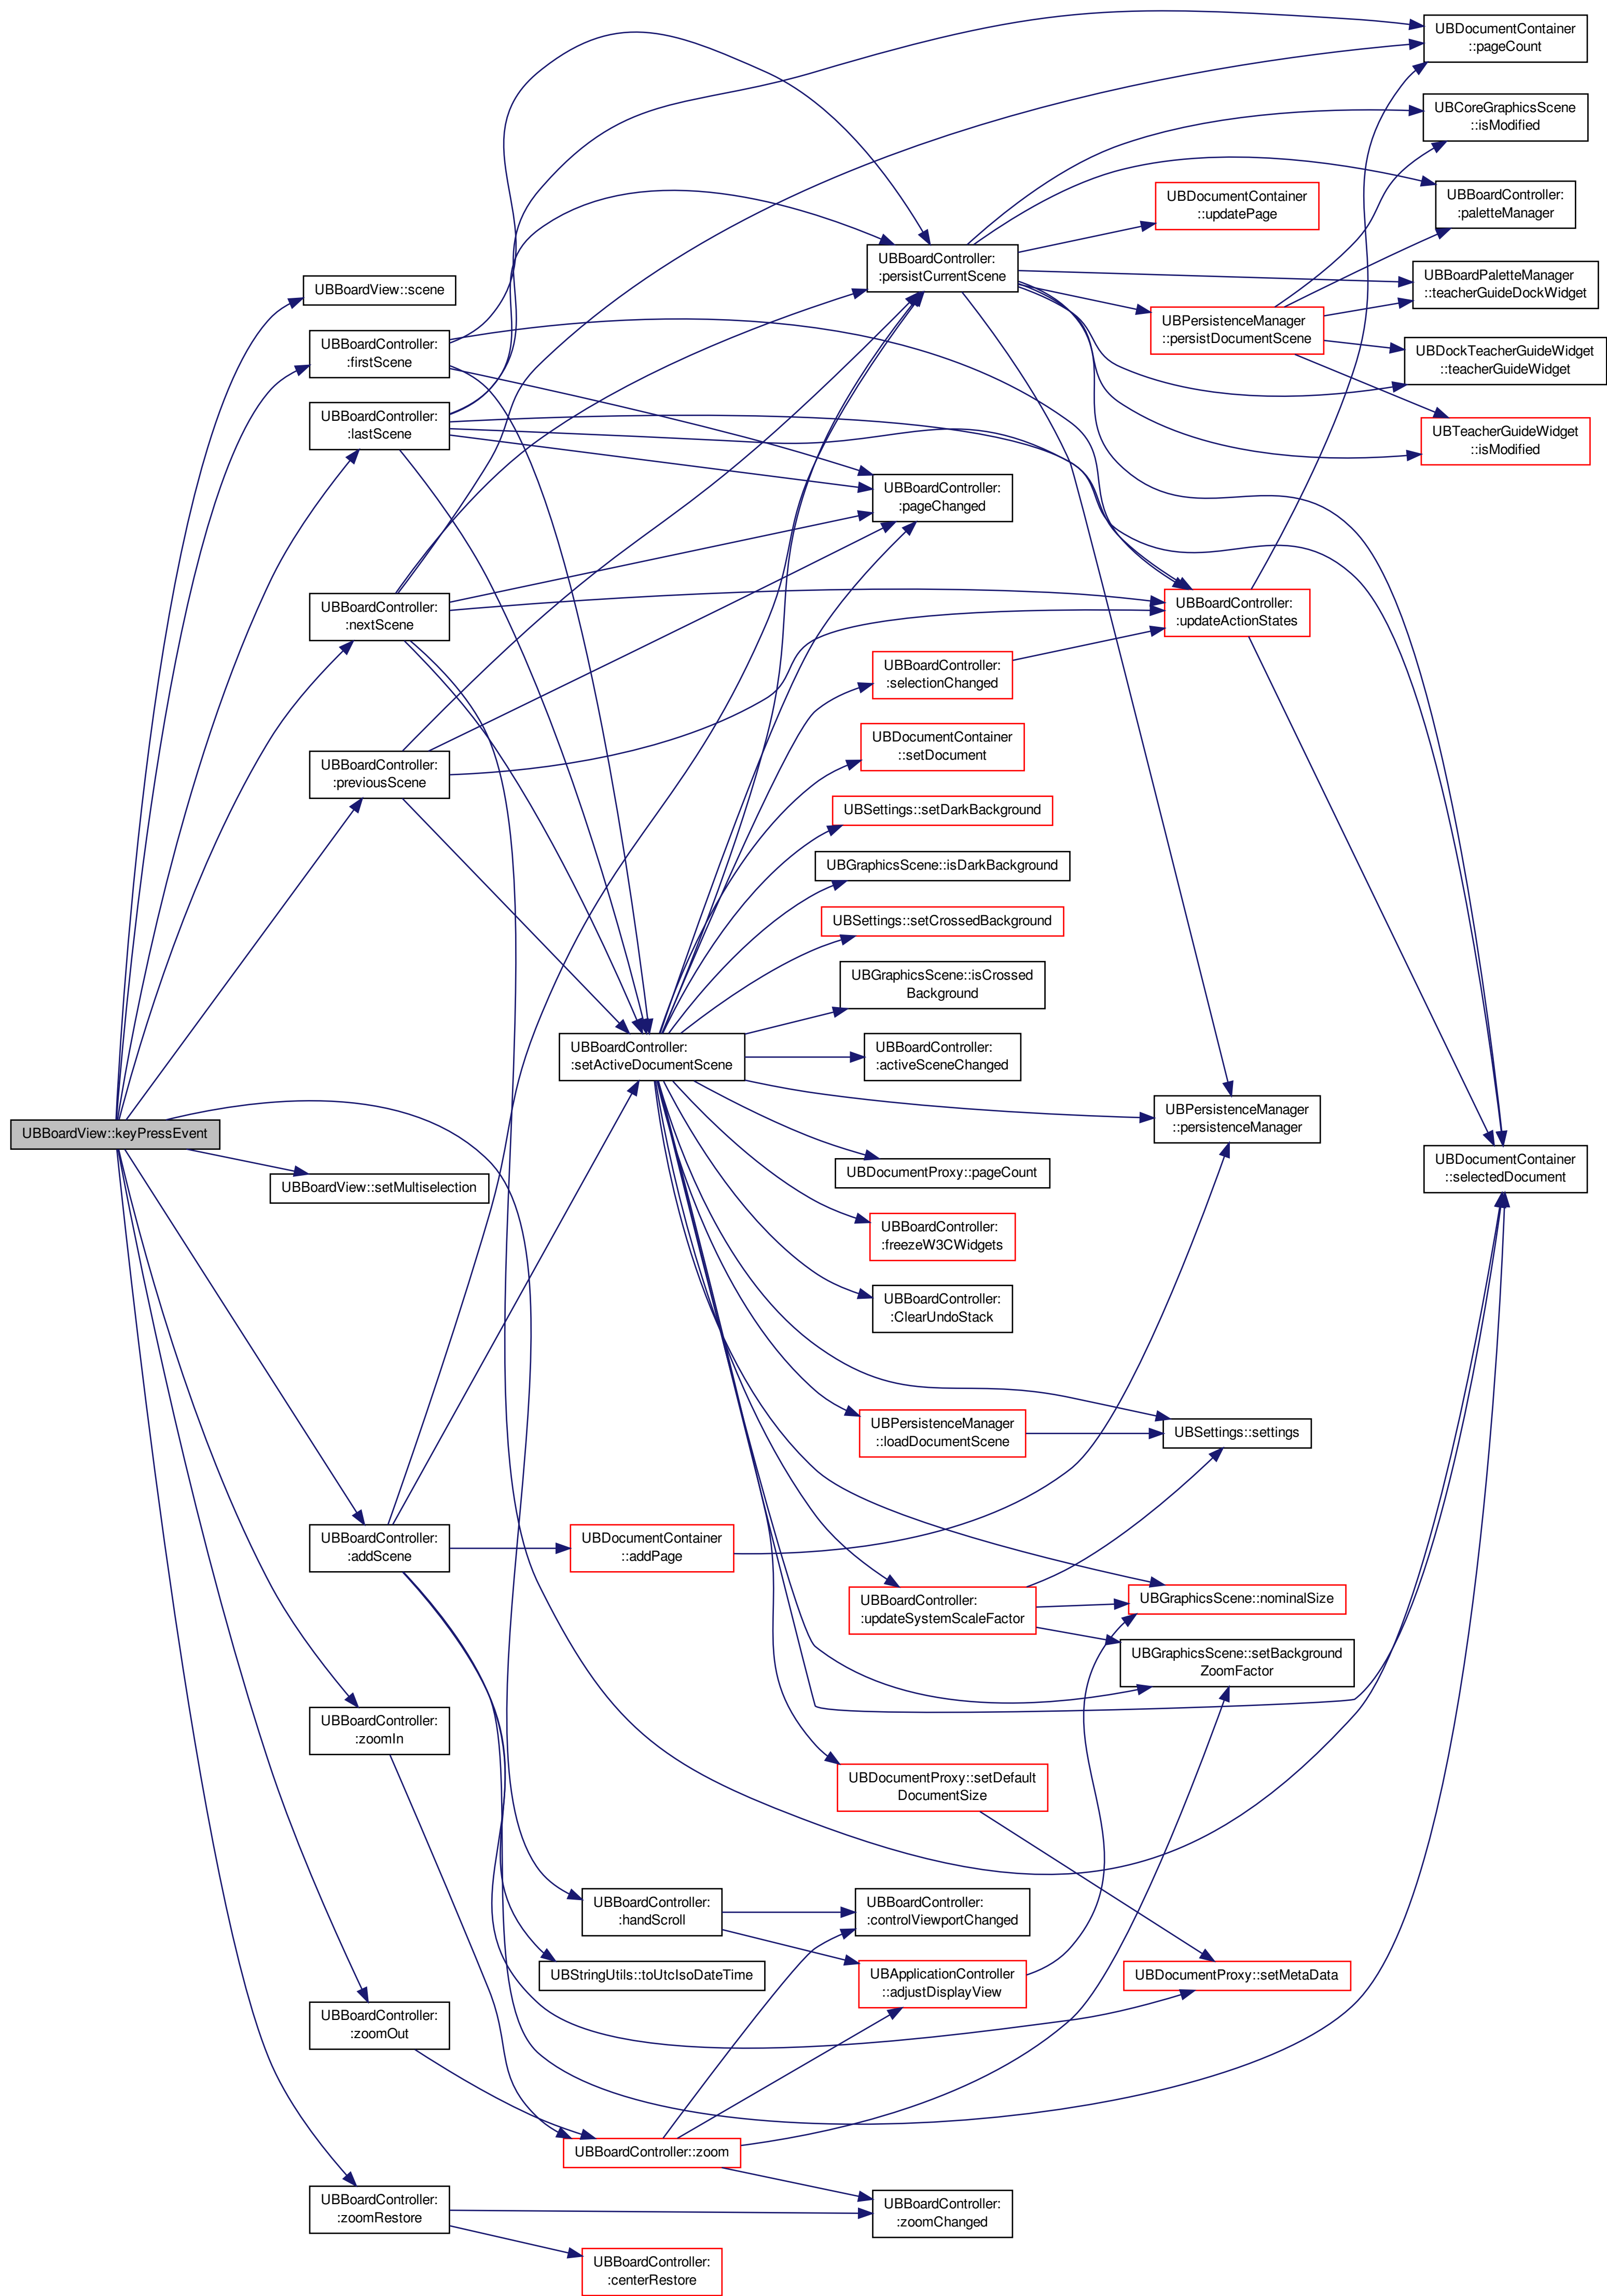 UBDocumentContainer
::pageCount
UBCoreGraphicsScene
::isModified
UBDocumentContainer
::updatePage
UBBoardController:
:paletteManager
UBBoardController:
:persistCurrentScene
UBBoardPaletteManager
::teacherGuideDockWidget
UBBoardView::scene
UBPersistenceManager
::persistDocumentScene
UBBoardController:
:firstScene
UBDockTeacherGuideWidget
::teacherGuideWidget
UBBoardController:
:lastScene
UBTeacherGuideWidget
::isModified
UBBoardController:
:pageChanged
UBBoardController:
:nextScene
UBBoardController:
:updateActionStates
UBBoardController:
:selectionChanged
UBDocumentContainer
::setDocument
UBBoardController:
:previousScene
UBSettings::setDarkBackground
UBGraphicsScene::isDarkBackground
UBSettings::setCrossedBackground
UBGraphicsScene::isCrossed
Background
UBBoardController:
:setActiveDocumentScene
UBBoardController:
:activeSceneChanged
UBPersistenceManager
::persistenceManager
UBBoardView::keyPressEvent
UBDocumentContainer
::selectedDocument
UBDocumentProxy::pageCount
UBBoardView::setMultiselection
UBBoardController:
:freezeW3CWidgets
UBBoardController:
:ClearUndoStack
UBPersistenceManager
::loadDocumentScene
UBSettings::settings
UBBoardController:
:addScene
UBDocumentContainer
::addPage
UBBoardController:
:updateSystemScaleFactor
UBGraphicsScene::nominalSize
UBGraphicsScene::setBackground
ZoomFactor
UBBoardController:
:zoomIn
UBDocumentProxy::setDefault
DocumentSize
UBBoardController:
:handScroll
UBBoardController:
:controlViewportChanged
UBStringUtils::toUtcIsoDateTime
UBApplicationController
::adjustDisplayView
UBDocumentProxy::setMetaData
UBBoardController:
:zoomOut
UBBoardController::zoom
UBBoardController:
:zoomRestore
UBBoardController:
:zoomChanged
UBBoardController:
:centerRestore